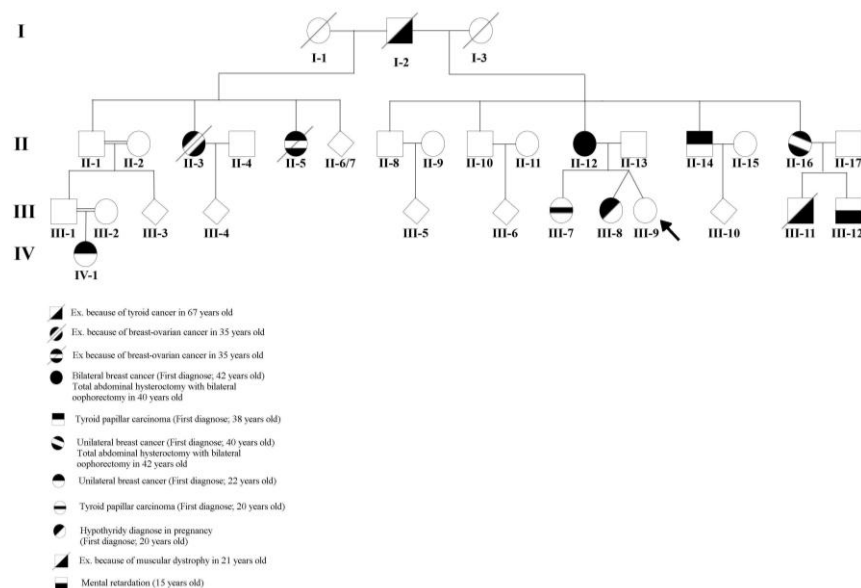 I
I-1
I-2
I-3
II
II-1
II-2
II-3
II-4
II-5
II-6/7
II-8
II-9
II-10
II-11
II-12
II-13
II-14
II-15
II-16
II-17
III
III-1
III-2
III-3
III-4
III-5
III-6
III-7
III-8
III-9
III-10
III-11
III-12
IV
IV-1
Ex. because of tyroid cancer in 67 years old
Ex. because of breast-ovarian cancer in 35 years old
Ex because of breast-ovarian cancer in 35 years old
Bilateral breast cancer (First diagnose; 42 years old)
Total abdominal hysteroctomy with bilateral
oophorectomy in 40 years old
Tyroid papillar carcinoma (First diagnose; 38 years old)
Unilateral breast cancer (First diagnose; 40 years old)
Total abdominal hysteroctomy with bilateral
oophorectomy in 42 years old
Unilateral breast cancer (First diagnose; 22 years old)
Tyroid papillar carcinoma (First diagnose; 20 years old)
Hypothyridy diagnose in pregnancy
(First diagnose; 20 years old)
Ex. because of muscular dystrophy in 21 years old
Mental retardation (15 years old)